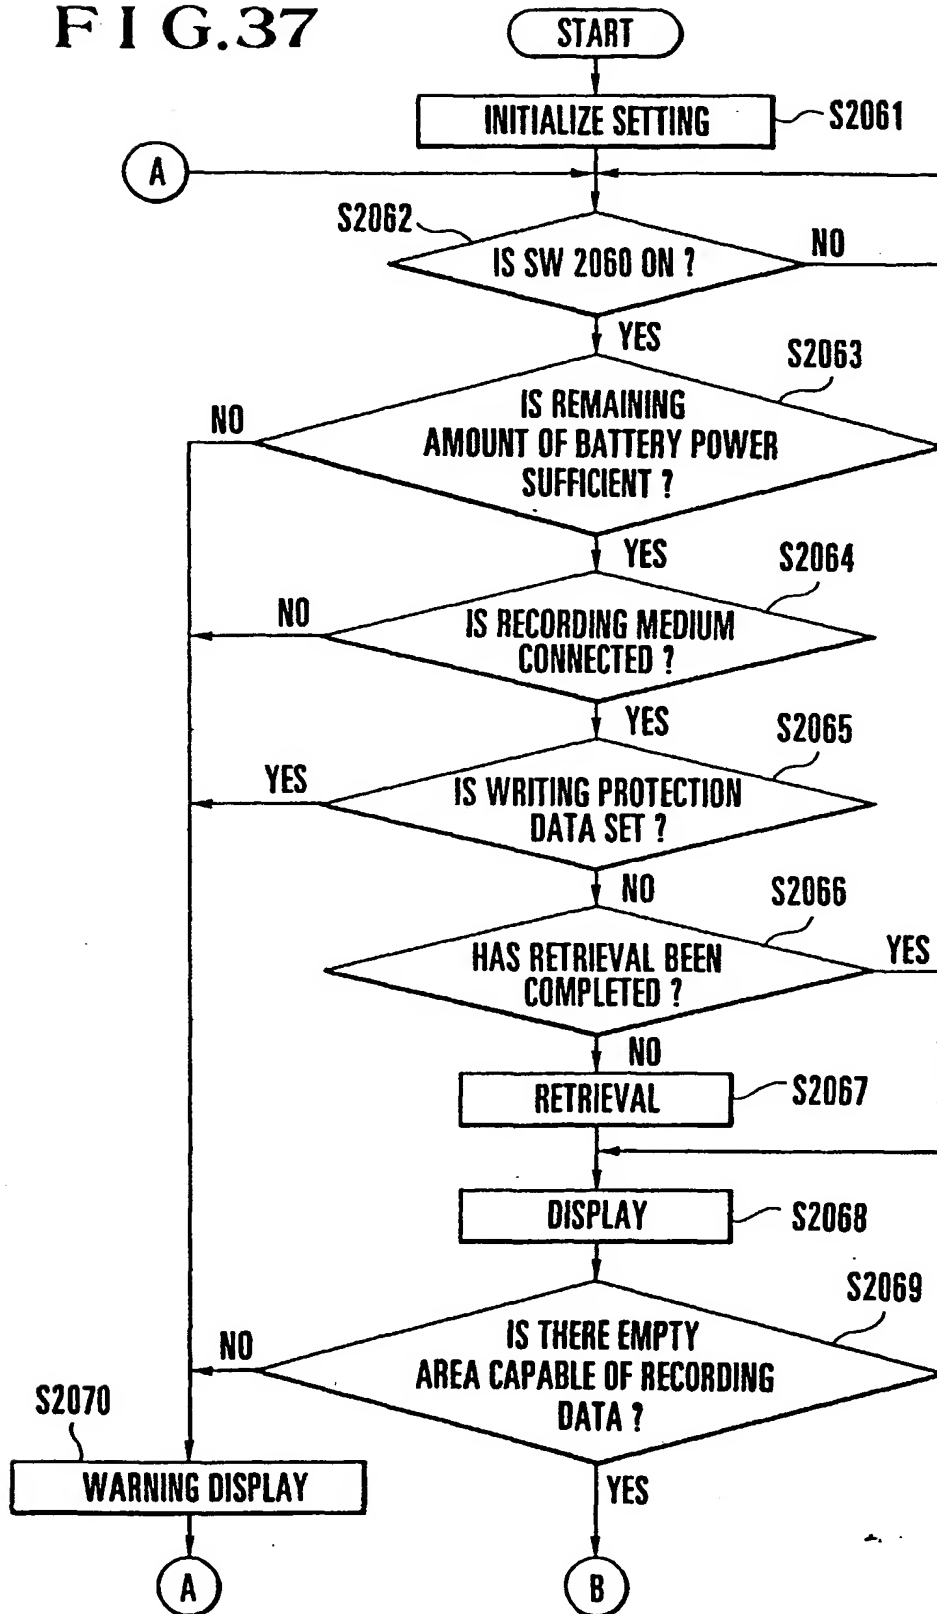 FIG.37
START
INITIALIZE SETTING
S2061
A
S2062
IS SW 2060 ON ?
NO
YES
S2063
NO
IS REMAINING
AMOUNT OF BATTERY POWER
SUFFICIENT ?
YES
S2064
NO
IS RECORDING MEDIUM
CONNECTED ?
YES
S2065
YES
IS WRITING PROTECTION
DATA SET ?
NO
S2066
HAS RETRIEVAL BEEN
COMPLETED ?
YES
NO
RETRIEVAL
S2067
DISPLAY
S2068
S2069
NO
IS THERE EMPTY
AREA CAPABLE OF RECORDING
DATA ?
S2070
WARNING DISPLAY
YES
A
B